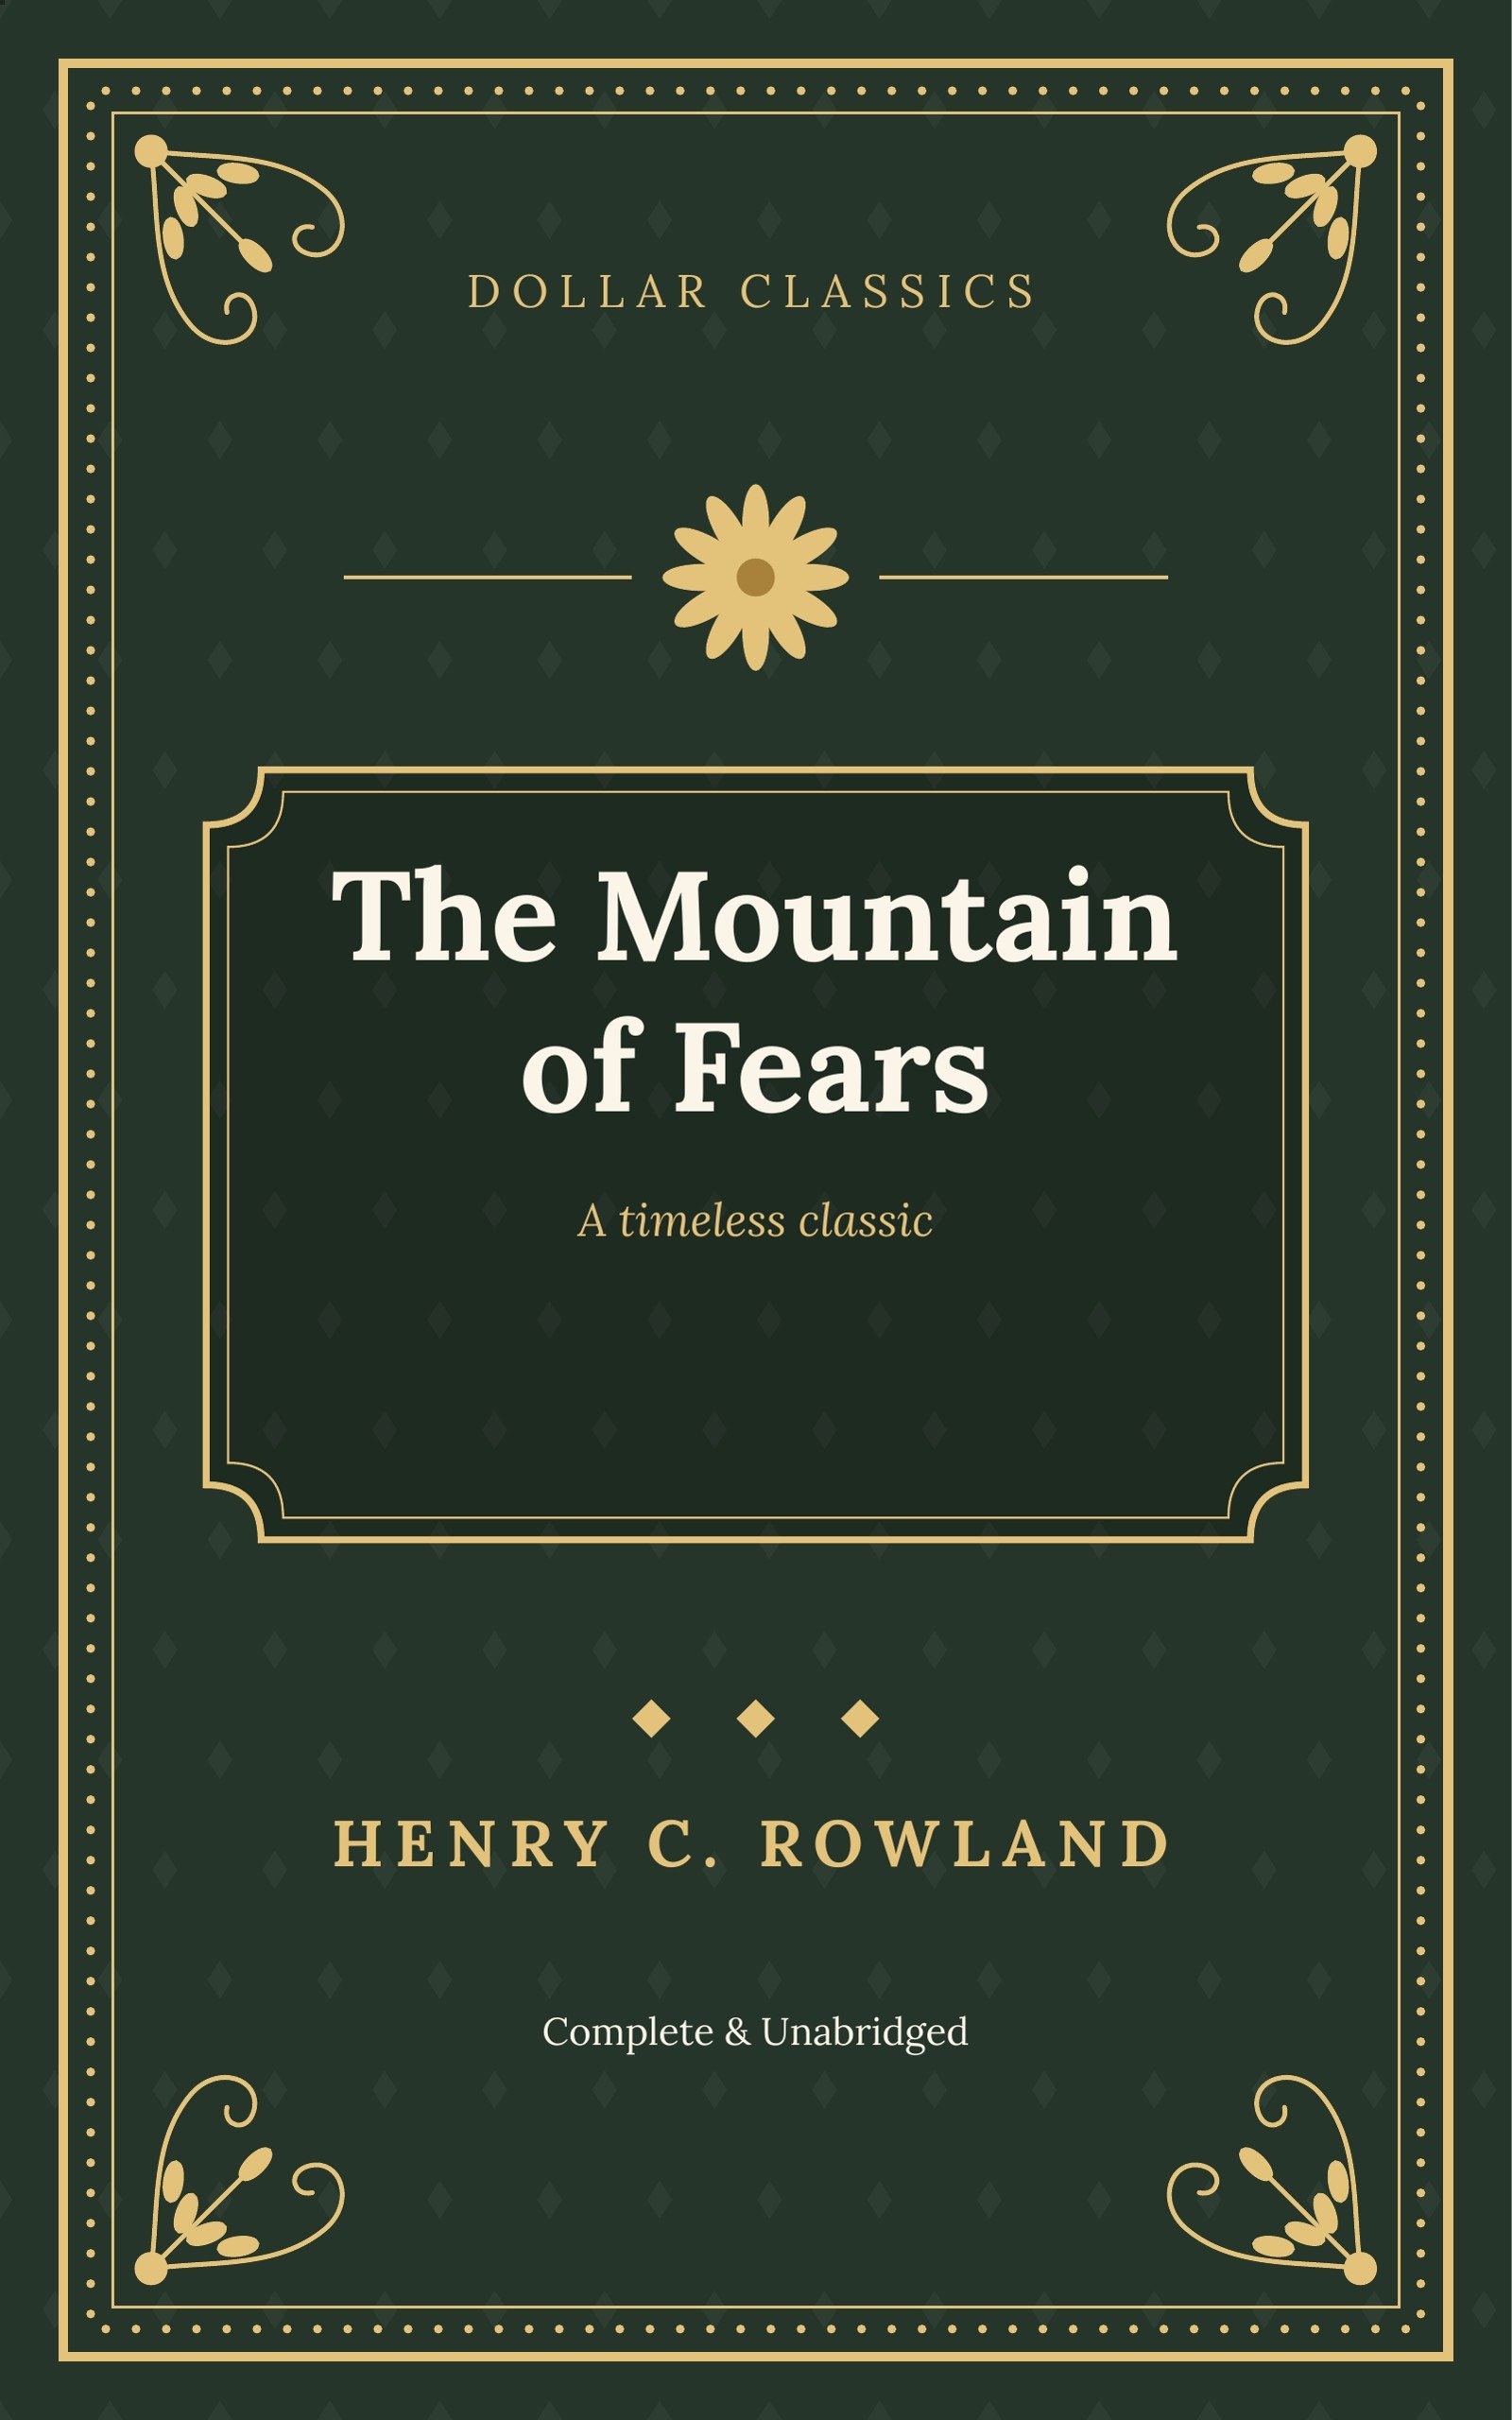 DOLLAR CLASSICS
The Mountain
of Fears
A timeless classic
HENRY C. ROWLAND
Complete & Unabridged